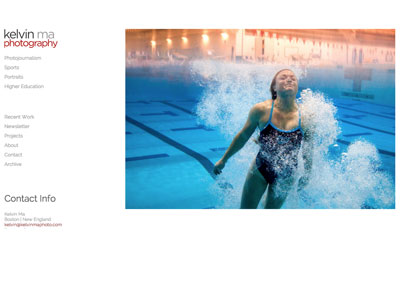 kelvin ma
photography
Photojournalism
Sports
Portraits
Higher Education
Recent Work
Newsletter
Projects
About
Contact
Archive
Contact Info
Kelvin Ma
Boston | New England
kelvin@kelvinmaphoto.com